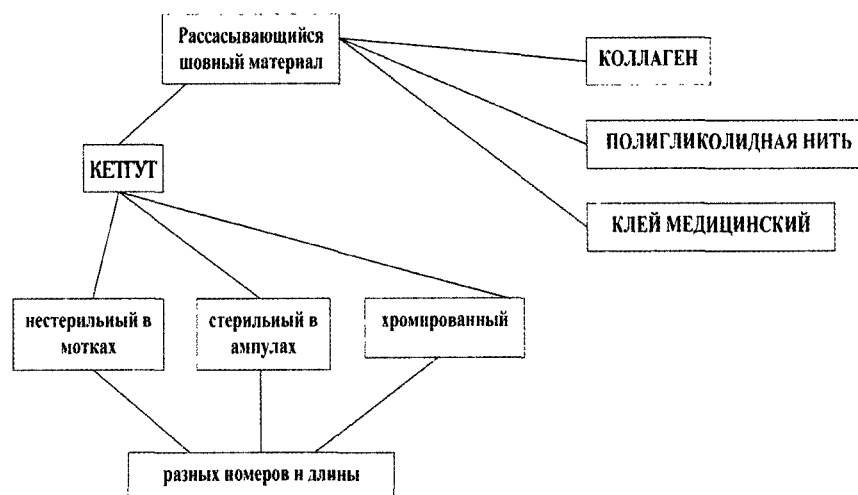 Рассасывающийся
шовный материал
КОЛЛАГЕН
ПОЛИГЛИКОЛИДНАЯ НИТЬ
КЕТГУТ
КЛЕЙ МЕДИЦИНСКИЙ
нестерильный в
мотках
стерильный в
ампулах
хромированный
разных номеров и длины